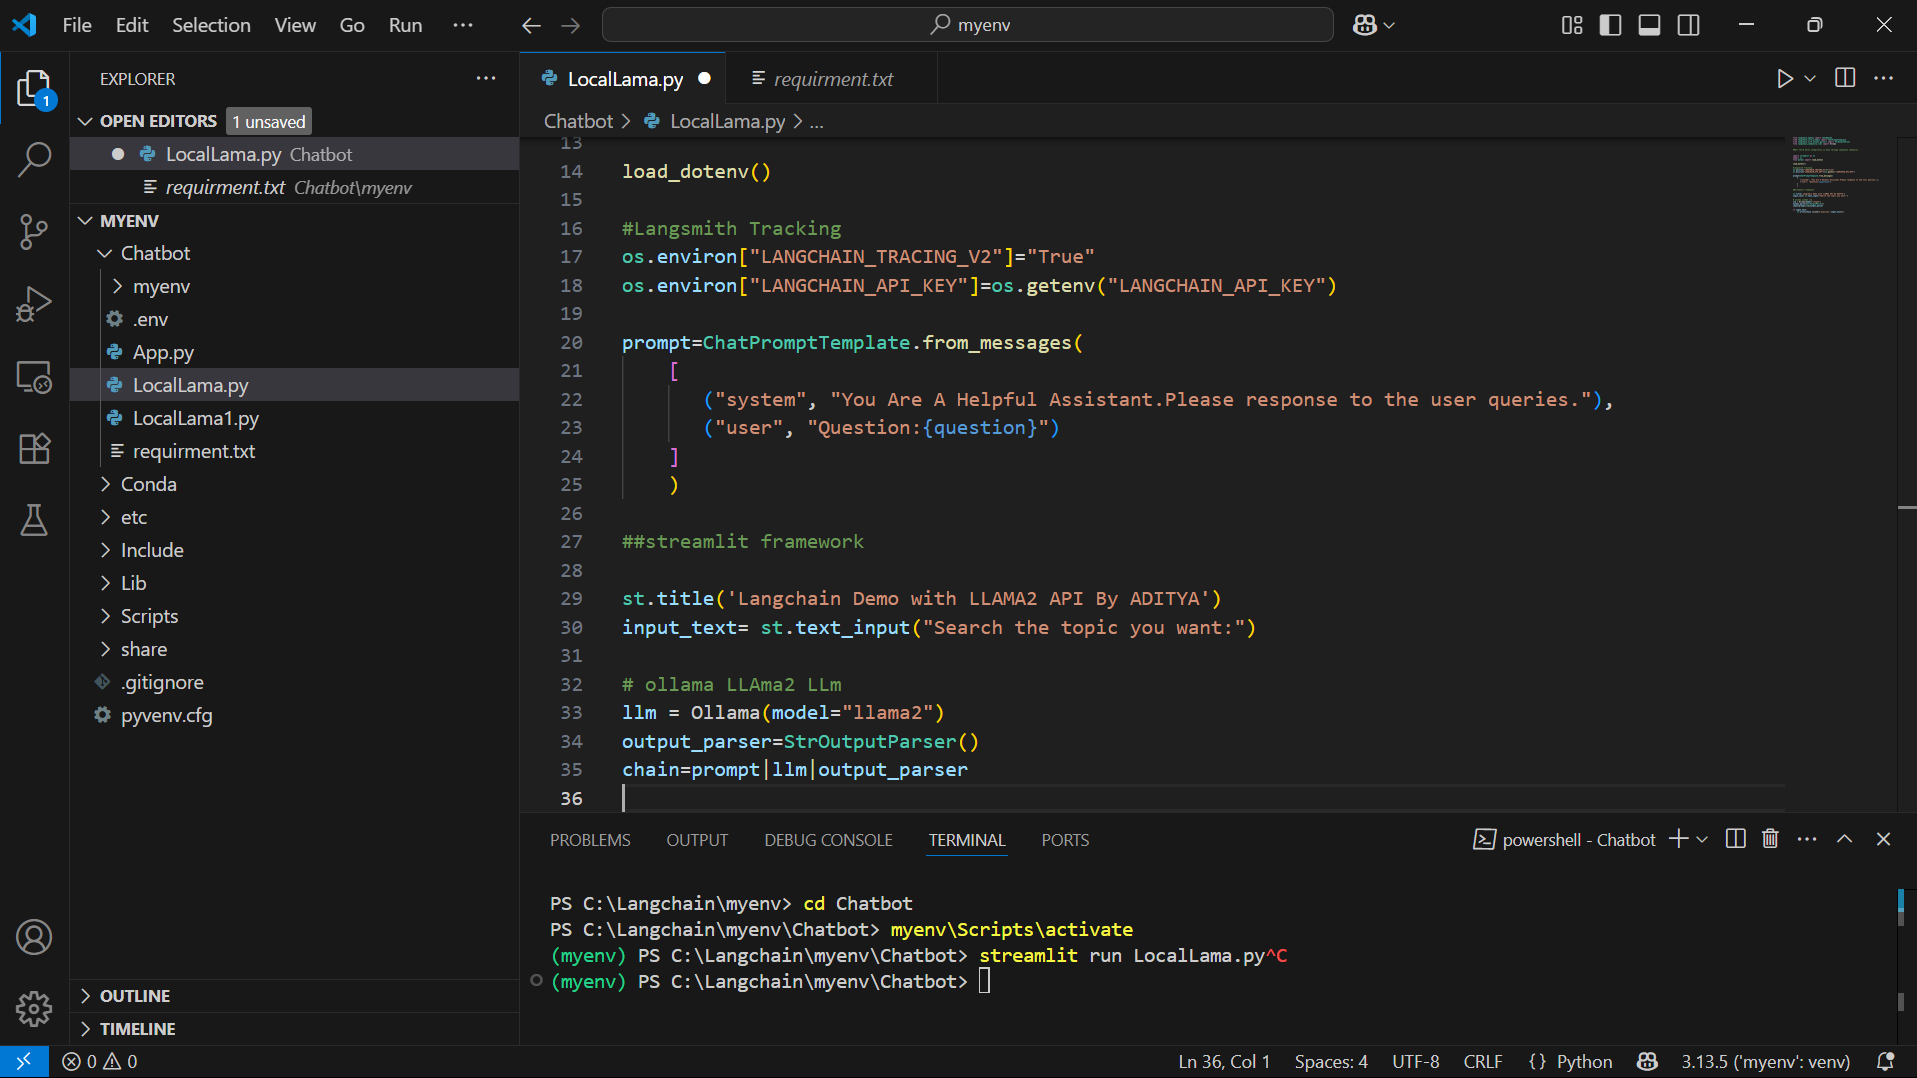 File Edit Selection View Go Run ··· myenv
EXPLORER ···
OPEN EDITORS 1 unsaved
LocalLama.py Chatbot
requirment.txt Chatbot\myenv
MYENV
Chatbot
myenv
.env
App.py
LocalLama.py
LocalLama1.py
requirment.txt
Conda
etc
Include
Lib
Scripts
share
.gitignore
pyvenv.cfg
OUTLINE
TIMELINE
1
LocalLama.py requirment.txt
Chatbot > LocalLama.py > ...
13
14 load_dotenv()
15
16 #Langsmith Tracking
17 os.environ["LANGCHAIN_TRACING_V2"]="True"
18 os.environ["LANGCHAIN_API_KEY"]=os.getenv("LANGCHAIN_API_KEY")
19
20 prompt=ChatPromptTemplate.from_messages(
21 [
22 ("system", "You Are A Helpful Assistant.Please response to the user queries."),
23 ("user", "Question:{question}")
24 ]
25 )
26
27 ##streamlit framework
28
29 st.title('Langchain Demo with LLAMA2 API By ADITYA')
30 input_text= st.text_input("Search the topic you want:")
31
32 # ollama LLAma2 LLm
33 llm = Ollama(model="llama2")
34 output_parser=StrOutputParser()
35 chain=prompt|llm|output_parser
36
PROBLEMS OUTPUT DEBUG CONSOLE TERMINAL PORTS powershell - Chatbot
PS C:\Langchain\myenv> cd Chatbot
PS C:\Langchain\myenv\Chatbot> myenv\Scripts\activate
(myenv) PS C:\Langchain\myenv\Chatbot> streamlit run LocalLama.py^C
(myenv) PS C:\Langchain\myenv\Chatbot>
0 0 Ln 36, Col 1 Spaces: 4 UTF-8 CRLF {} Python 3.13.5 ('myenv': venv)